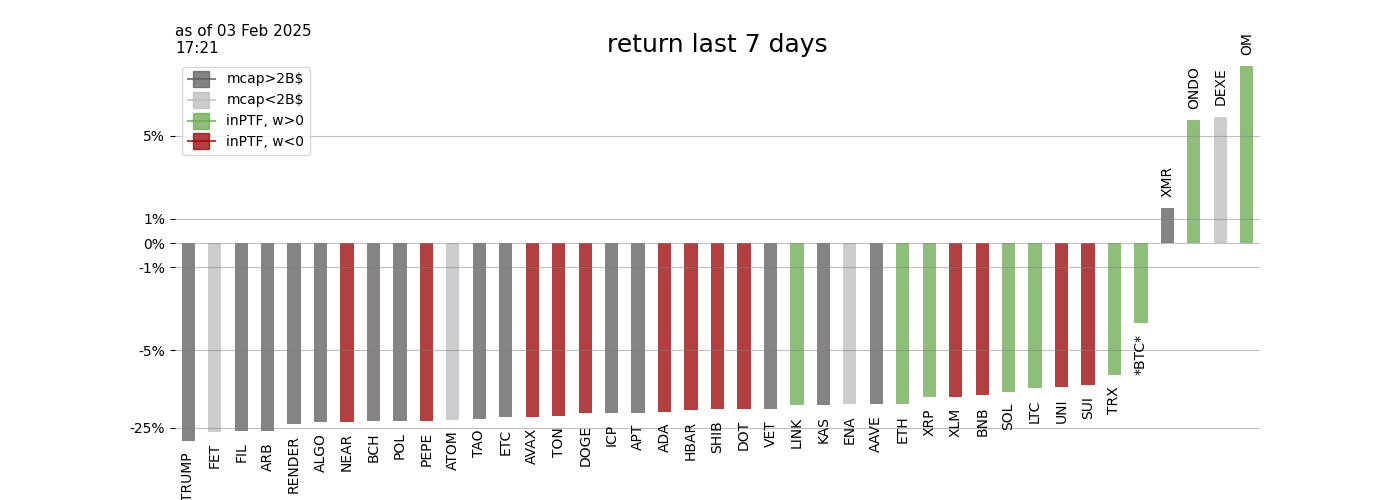 as of 03 Feb 2025
17:21
return last 7 days
mcap>2B$
mcap<2B$
inPTF, w>0
inPTF, w<0
5%
1%
0%
-1%
-5%
-25%
TRUMP
FET
FIL
ARB
RENDER
ALGO
NEAR
BCH
POL
PEPE
ATOM
TAO
ETC
AVAX
TON
DOGE
ICP
APT
ADA
HBAR
SHIB
DOT
VET
LINK
KAS
ENA
AAVE
ETH
XRP
XLM
BNB
SOL
LTC
UNI
SUI
TRX
*BTC*
XMR
ONDO
DEXE
OM